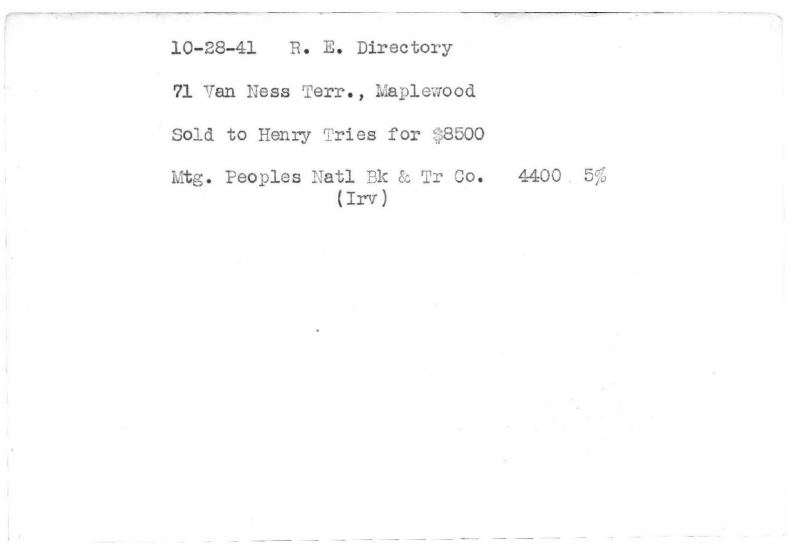 10-28-41 R. E. Directory
71 Van Ness Terr., Maplewood
Sold to Henry Tries for $8500
Mtg. Peoples Natl Bk & Tr Co. 4400 5%
(Irv)